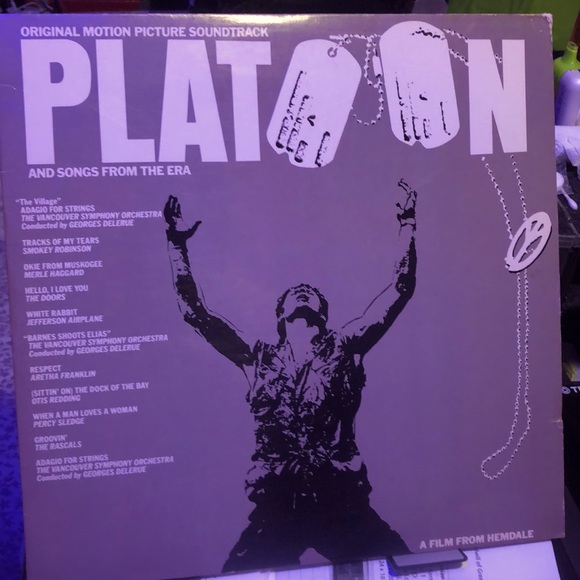 ORIGINAL MOTION PICTURE SOUNDTRACK
PLATOON
AND SONGS FROM THE ERA
"The Village"
ADAGIO FOR STRINGS
THE VANCOUVER SYMPHONY ORCHESTRA
Conducted by GEORGES DELERUE
TRACKS OF MY TEARS
SMOKEY ROBINSON
OKIE FROM MUSKOGEE
MERLE HAGGARD
HELLO, I LOVE YOU
THE DOORS
WHITE RABBIT
JEFFERSON AIRPLANE
"BARNES SHOOTS ELIAS"
THE VANCOUVER SYMPHONY ORCHESTRA
Conducted by GEORGES DELERUE
RESPECT
ARETHA FRANKLIN
(SITTIN' ON) THE DOCK OF THE BAY
OTIS REDDING
WHEN A MAN LOVES A WOMAN
PERCY SLEDGE
GROOVIN'
THE RASCALS
ADAGIO FOR STRINGS
THE VANCOUVER SYMPHONY ORCHESTRA
Conducted by GEORGES DELERUE
A FILM FROM HEMDALE